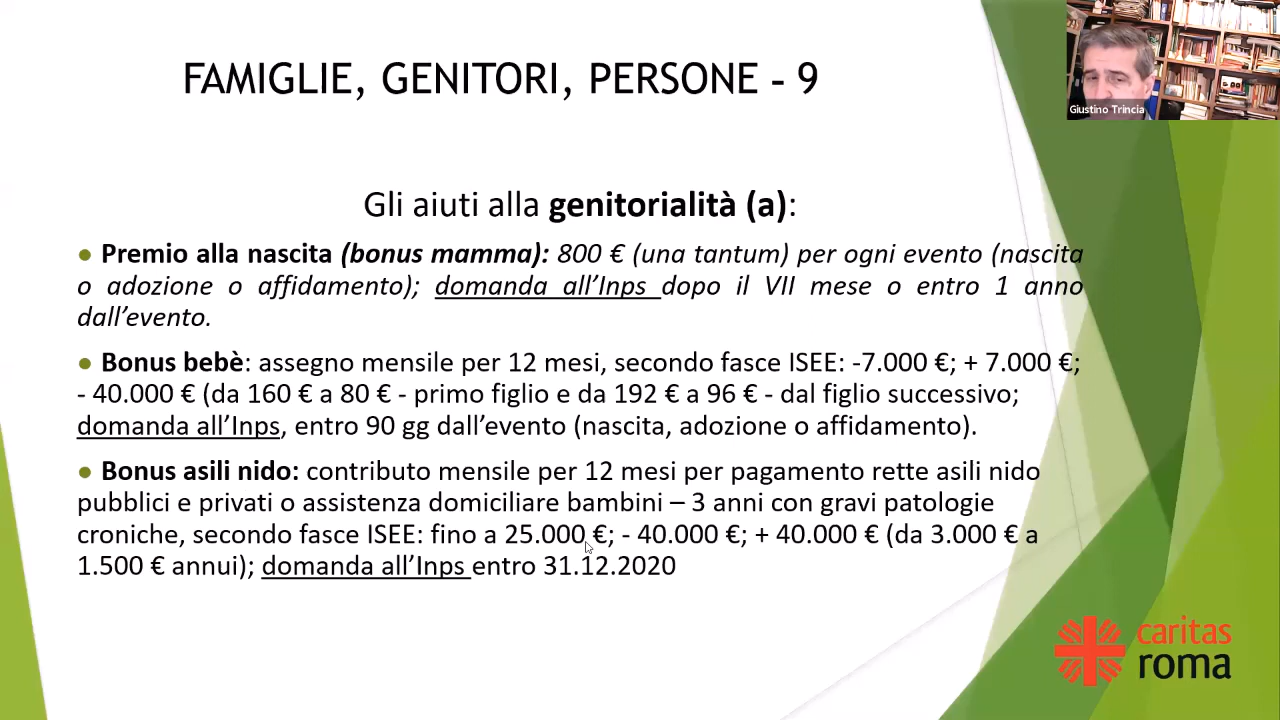 FAMIGLIE, GENITORI, PERSONE - 9
Giustino Trincia
Gli aiuti alla genitorialità (a):
● Premio alla nascita (bonus mamma): 800 € (una tantum) per ogni evento (nascita
o adozione o affidamento); domanda all'Inps dopo il VII mese o entro 1 anno
dall'evento.
● Bonus bebè: assegno mensile per 12 mesi, secondo fasce ISEE: -7.000 €; + 7.000 €;
- 40.000 € (da 160 € a 80 € - primo figlio e da 192 € a 96 € - dal figlio successivo;
domanda all'Inps, entro 90 gg dall'evento (nascita, adozione o affidamento).
● Bonus asili nido: contributo mensile per 12 mesi per pagamento rette asili nido
pubblici e privati o assistenza domiciliare bambini – 3 anni con gravi patologie
croniche, secondo fasce ISEE: fino a 25.000 €; - 40.000 €; + 40.000 € (da 3.000 € a
1.500 € annui); domanda all'Inps entro 31.12.2020
caritas
roma